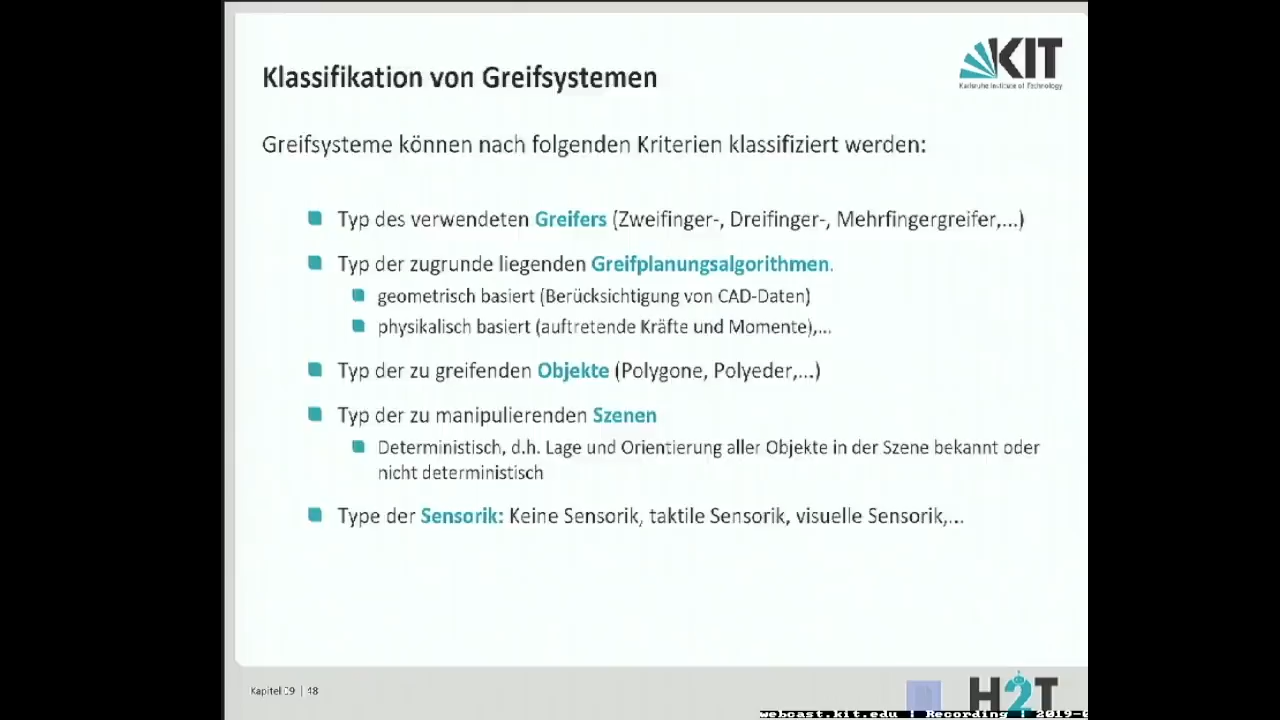 KIT
Karlsruhe Institute of Technology
Klassifikation von Greifsystemen
Greifsysteme können nach folgenden Kriterien klassifiziert werden:
Typ des verwendeten Greifers (Zweifinger-, Dreifinger-, Mehrfingergreifer,...)
Typ der zugrunde liegenden Greifplanungsalgorithmen.
geometrisch basiert (Berücksichtigung von CAD-Daten)
physikalisch basiert (auftretende Kräfte und Momente),...
Typ der zu greifenden Objekte (Polygone, Polyeder,...)
Typ der zu manipulierenden Szenen
Deterministisch, d.h. Lage und Orientierung aller Objekte in der Szene bekannt oder
nicht deterministisch
Type der Sensorik: Keine Sensorik, taktile Sensorik, visuelle Sensorik,...
Kapitel 09 | 48
H2T
webcast.kit.edu | Recording | 2019-